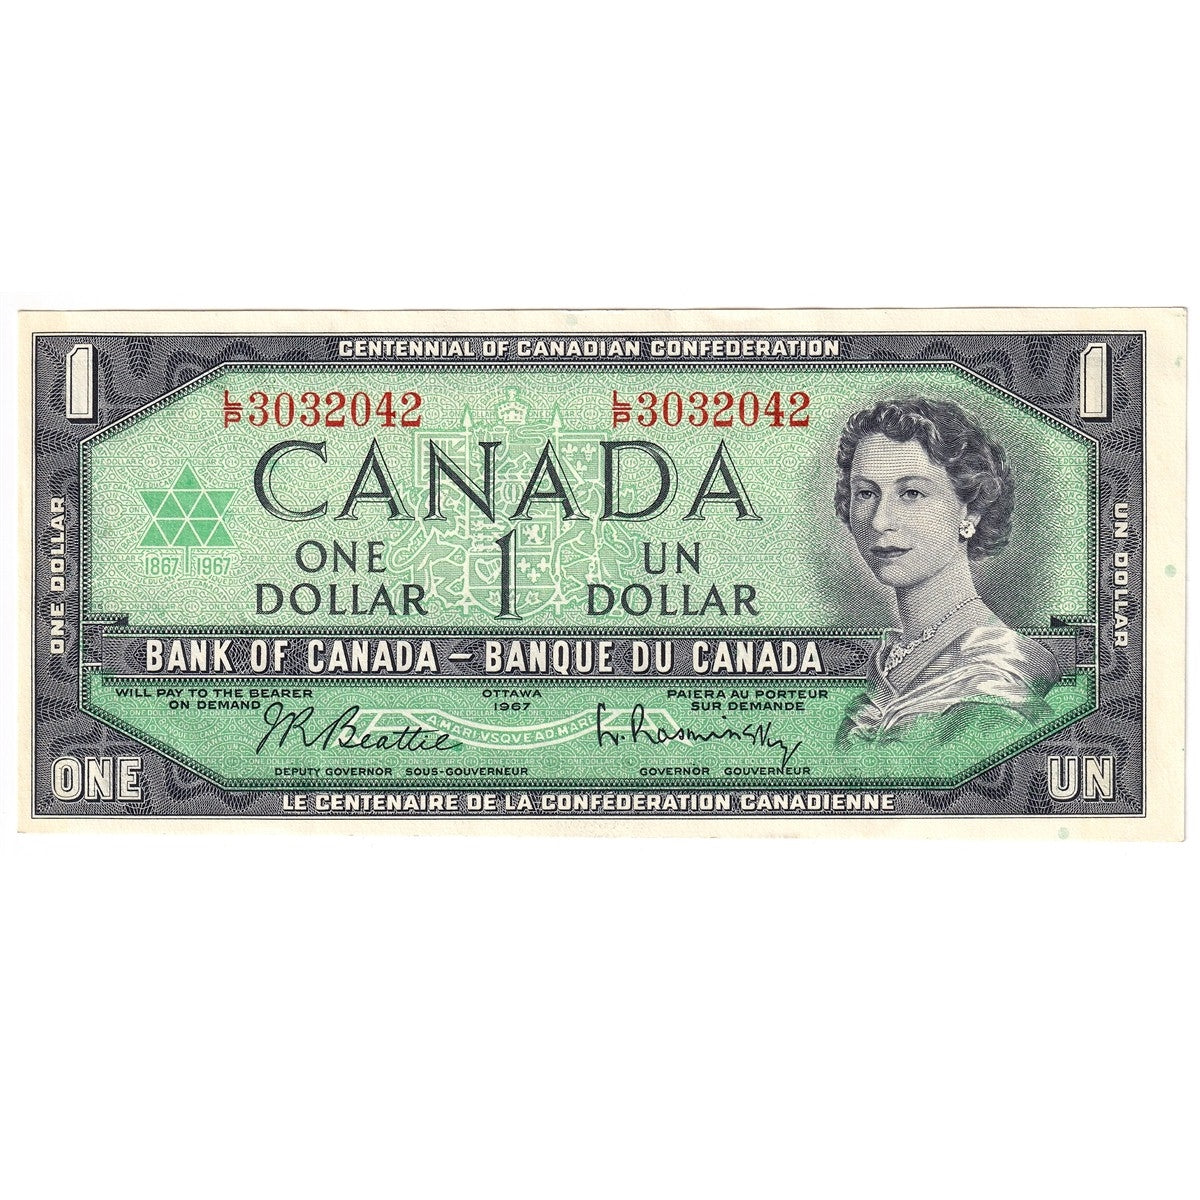 CENTENNIAL OF CANADIAN CONFEDERATION
1 1
L/P 3032042 L/P 3032042
CANADA
1867 1967
ONE DOLLAR 1 UN DOLLAR
ONE DOLLAR
UN DOLLAR
BANK OF CANADA – BANQUE DU CANADA
WILL PAY TO THE BEARER ON DEMAND
OTTAWA 1967
PAIERA AU PORTEUR SUR DEMANDE
A MARI VSQVE AD MARE
J R Beattie
L. Rasminsky
DEPUTY GOVERNOR SOUS-GOUVERNEUR
GOVERNOR GOUVERNEUR
ONE UN
LE CENTENAIRE DE LA CONFÉDÉRATION CANADIENNE